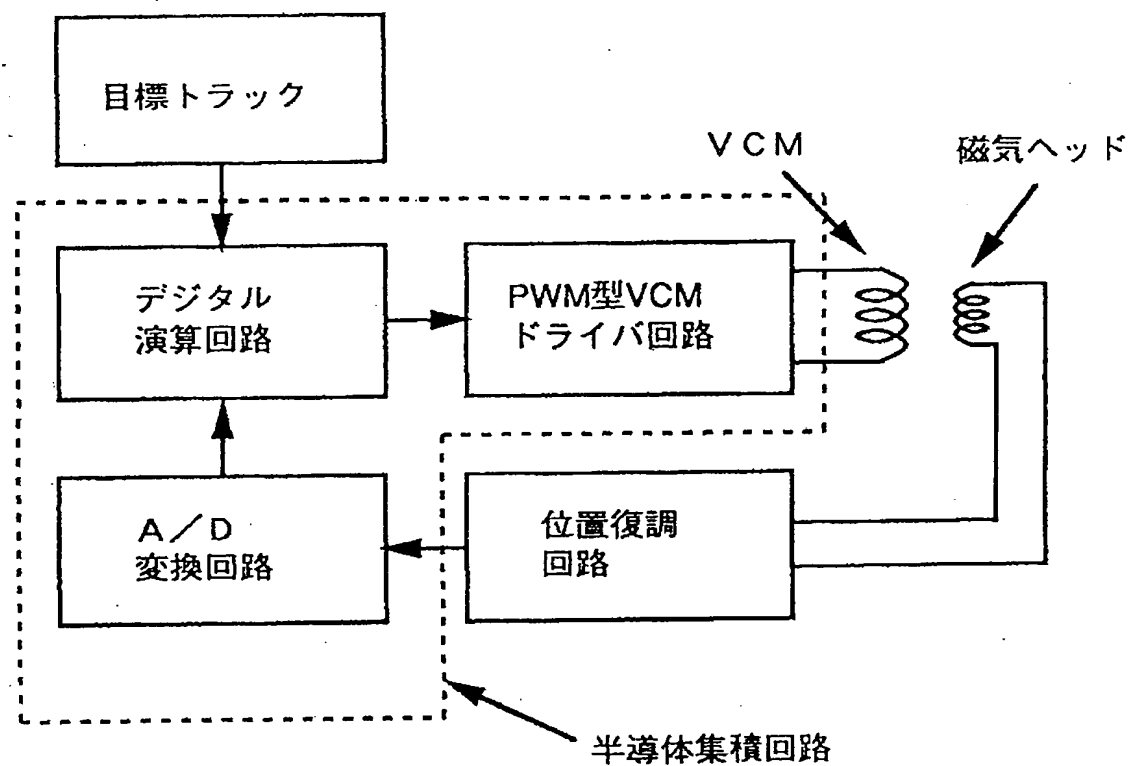 目標トラック
VCM
磁気ヘッド
デジタル
演算回路
PWM型VCM
ドライバ回路
A/D
変換回路
位置復調
回路
半導体集積回路